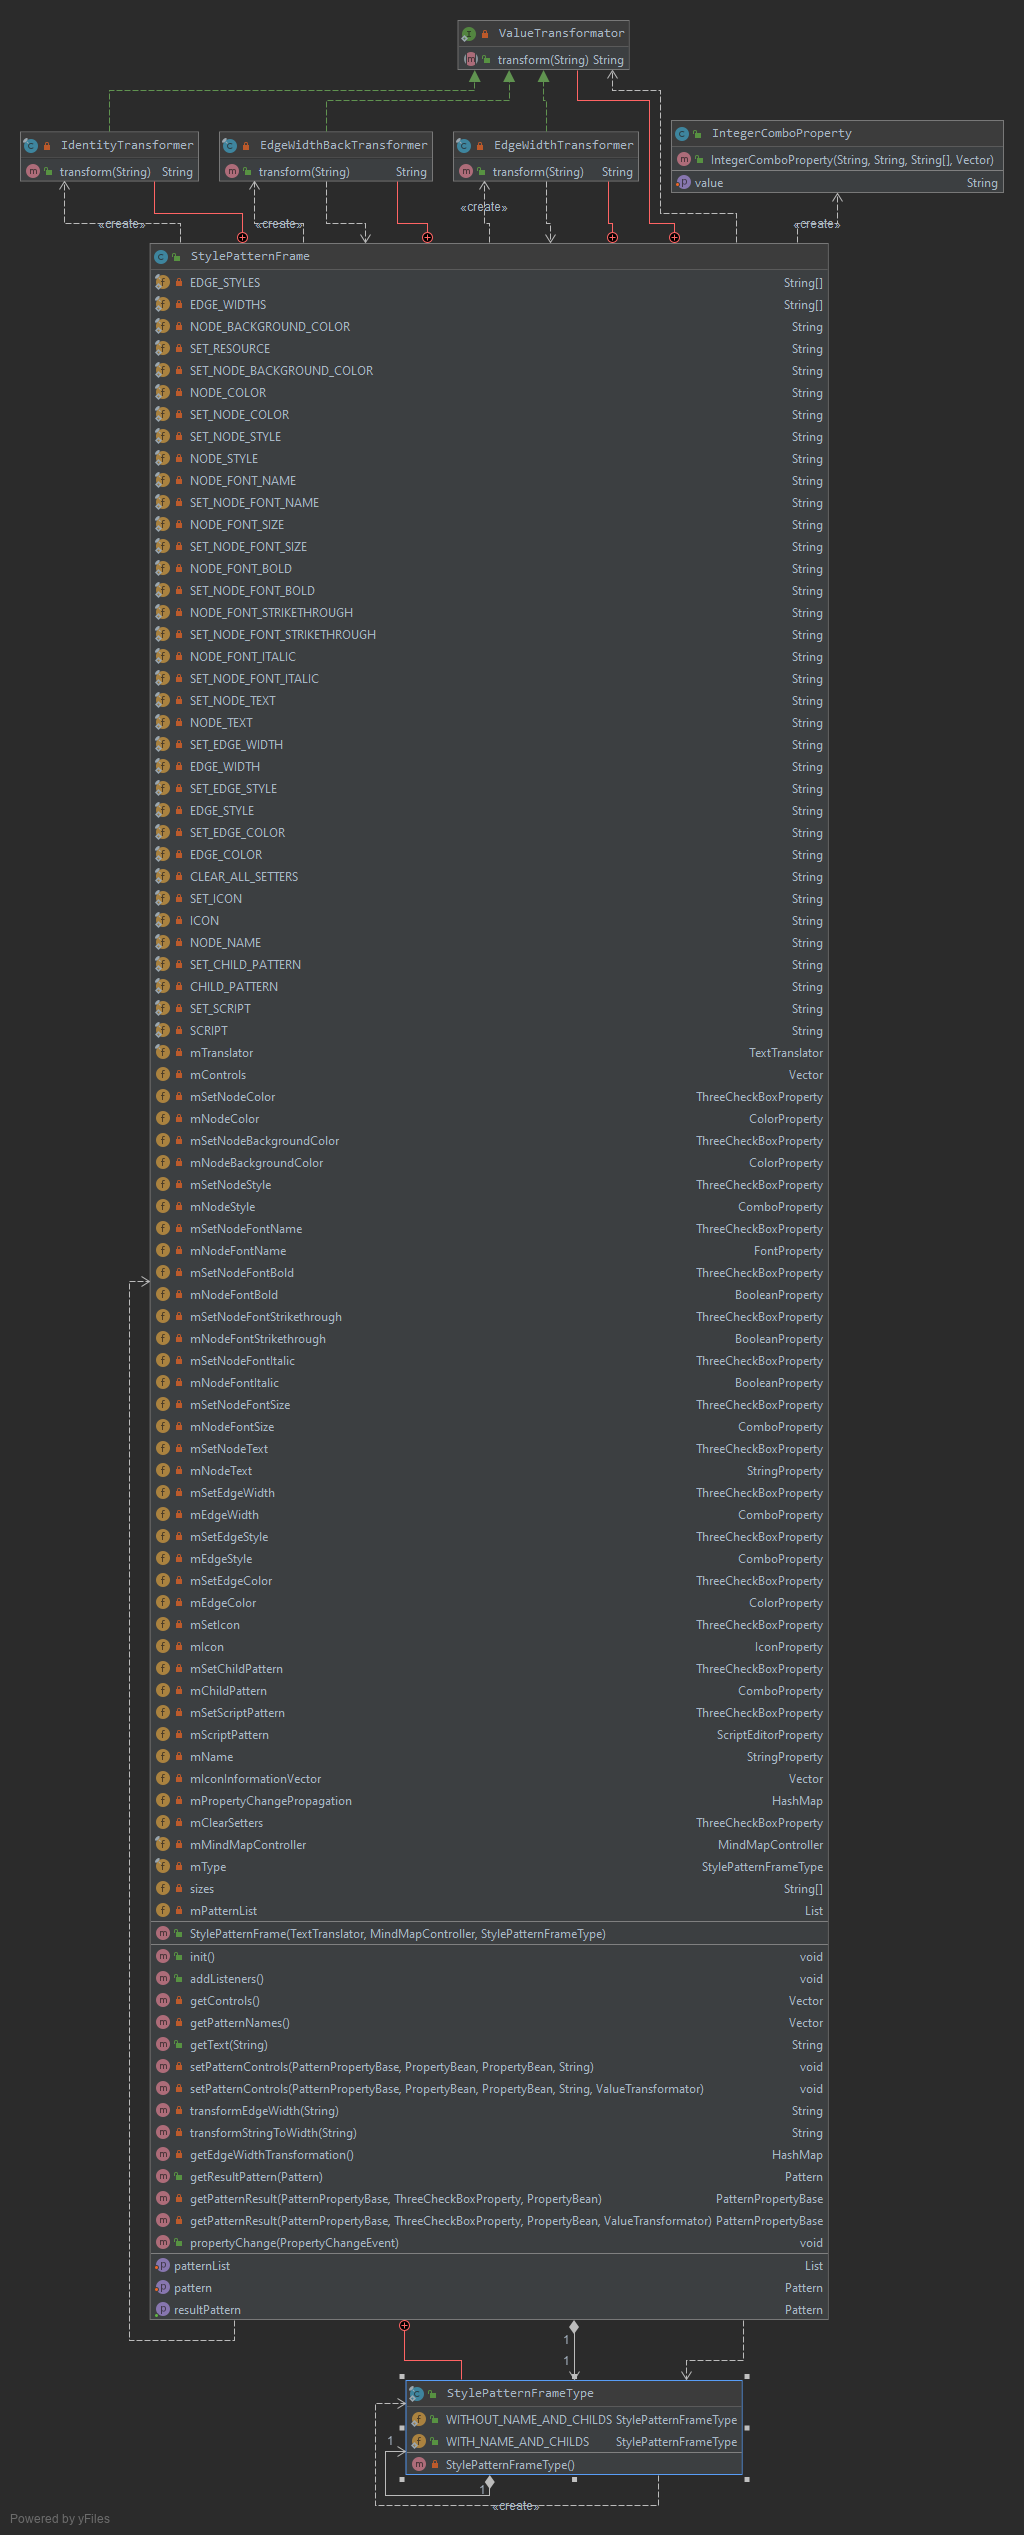 ValueTransformator
transform(String) String
IdentityTransformer
transform(String) String
EdgeWidthBackTransformer
transform(String) String
EdgeWidthTransformer
transform(String) String
IntegerComboProperty
IntegerComboProperty(String, String, String[], Vector)
value String
«create»
«create»
«create»
«create»
StylePatternFrame
EDGE_STYLES String[]
EDGE_WIDTHS String[]
NODE_BACKGROUND_COLOR String
SET_RESOURCE String
SET_NODE_BACKGROUND_COLOR String
NODE_COLOR String
SET_NODE_COLOR String
SET_NODE_STYLE String
NODE_STYLE String
NODE_FONT_NAME String
SET_NODE_FONT_NAME String
NODE_FONT_SIZE String
SET_NODE_FONT_SIZE String
NODE_FONT_BOLD String
SET_NODE_FONT_BOLD String
NODE_FONT_STRIKETHROUGH String
SET_NODE_FONT_STRIKETHROUGH String
NODE_FONT_ITALIC String
SET_NODE_FONT_ITALIC String
SET_NODE_TEXT String
NODE_TEXT String
SET_EDGE_WIDTH String
EDGE_WIDTH String
SET_EDGE_STYLE String
EDGE_STYLE String
SET_EDGE_COLOR String
EDGE_COLOR String
CLEAR_ALL_SETTERS String
SET_ICON String
ICON String
NODE_NAME String
SET_CHILD_PATTERN String
CHILD_PATTERN String
SET_SCRIPT String
SCRIPT String
mTranslator TextTranslator
mControls Vector
mSetNodeColor ThreeCheckBoxProperty
mNodeColor ColorProperty
mSetNodeBackgroundColor ThreeCheckBoxProperty
mNodeBackgroundColor ColorProperty
mSetNodeStyle ThreeCheckBoxProperty
mNodeStyle ComboProperty
mSetNodeFontName ThreeCheckBoxProperty
mNodeFontName FontProperty
mSetNodeFontBold ThreeCheckBoxProperty
mNodeFontBold BooleanProperty
mSetNodeFontStrikethrough ThreeCheckBoxProperty
mNodeFontStrikethrough BooleanProperty
mSetNodeFontItalic ThreeCheckBoxProperty
mNodeFontItalic BooleanProperty
mSetNodeFontSize ThreeCheckBoxProperty
mNodeFontSize ComboProperty
mSetNodeText ThreeCheckBoxProperty
mNodeText StringProperty
mSetEdgeWidth ThreeCheckBoxProperty
mEdgeWidth ComboProperty
mSetEdgeStyle ThreeCheckBoxProperty
mEdgeStyle ComboProperty
mSetEdgeColor ThreeCheckBoxProperty
mEdgeColor ColorProperty
mSetIcon ThreeCheckBoxProperty
mIcon IconProperty
mSetChildPattern ThreeCheckBoxProperty
mChildPattern ComboProperty
mSetScriptPattern ThreeCheckBoxProperty
mScriptPattern ScriptEditorProperty
mName StringProperty
mIconInformationVector Vector
mPropertyChangePropagation HashMap
mClearSetters ThreeCheckBoxProperty
mMindMapController MindMapController
mType StylePatternFrameType
sizes String[]
mPatternList List
StylePatternFrame(TextTranslator, MindMapController, StylePatternFrameType)
init() void
addListeners() void
getControls() Vector
getPatternNames() Vector
getText(String) String
setPatternControls(PatternPropertyBase, PropertyBean, PropertyBean, String) void
setPatternControls(PatternPropertyBase, PropertyBean, PropertyBean, String, ValueTransformator) void
transformEdgeWidth(String) String
transformStringToWidth(String) String
getEdgeWidthTransformation() HashMap
getResultPattern(Pattern) Pattern
getPatternResult(PatternPropertyBase, ThreeCheckBoxProperty, PropertyBean) PatternPropertyBase
getPatternResult(PatternPropertyBase, ThreeCheckBoxProperty, PropertyBean, ValueTransformator) PatternPropertyBase
propertyChange(PropertyChangeEvent) void
patternList List
pattern Pattern
resultPattern Pattern
1
1
StylePatternFrameType
WITHOUT_NAME_AND_CHILDS StylePatternFrameType
WITH_NAME_AND_CHILDS StylePatternFrameType
StylePatternFrameType()
1
1
«create»
Powered by yFiles